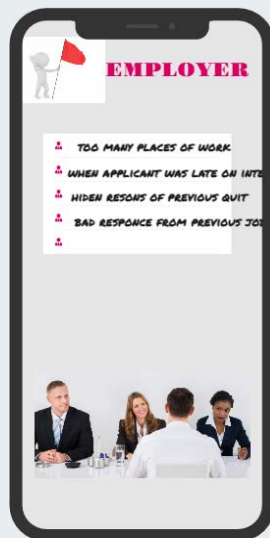 EMPLOYER
TOO MANY PLACES OF WORK
WHEN APPLICANT WAS LATE ON INTE
HIDEN RESONS OF PREVIOUS QUIT
BAD RESPONCE FROM PREVIOUS JO